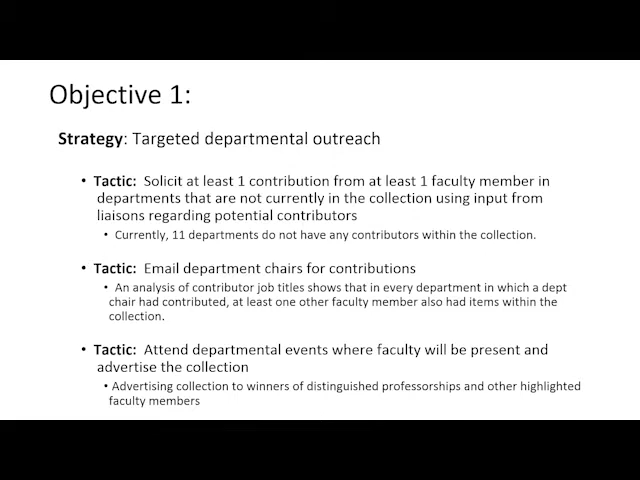 Objective 1:
Strategy: Targeted departmental outreach
• Tactic: Solicit at least 1 contribution from at least 1 faculty member in
departments that are not currently in the collection using input from
liaisons regarding potential contributors
• Currently, 11 departments do not have any contributors within the collection.
• Tactic: Email department chairs for contributions
• An analysis of contributor job titles shows that in every department in which a dept
chair had contributed, at least one other faculty member also had items within the
collection.
• Tactic: Attend departmental events where faculty will be present and
advertise the collection
• Advertising collection to winners of distinguished professorships and other highlighted
faculty members